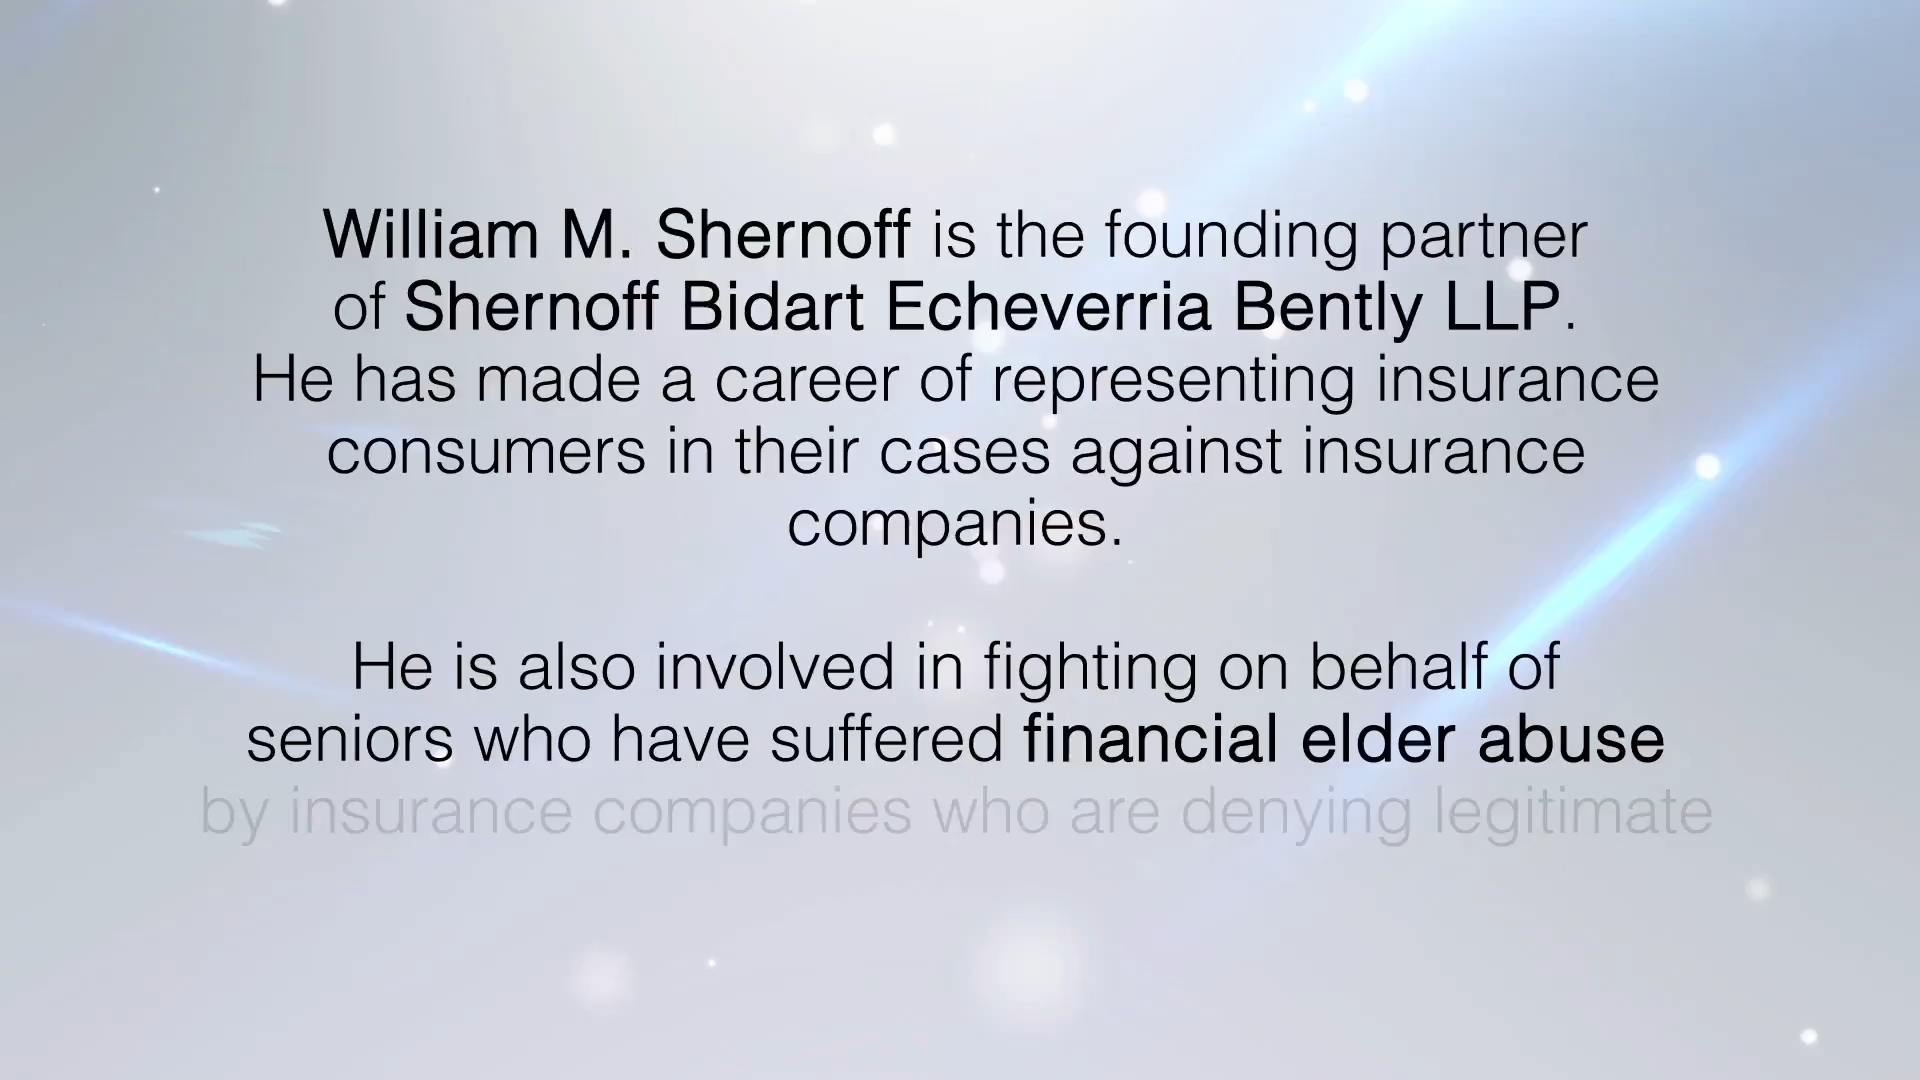 William M. Shernoff is the founding partner
of Shernoff Bidart Echeverria Bently LLP.
He has made a career of representing insurance
consumers in their cases against insurance
companies.
He is also involved in fighting on behalf of
seniors who have suffered financial elder abuse
by insurance companies who are denying legitimate